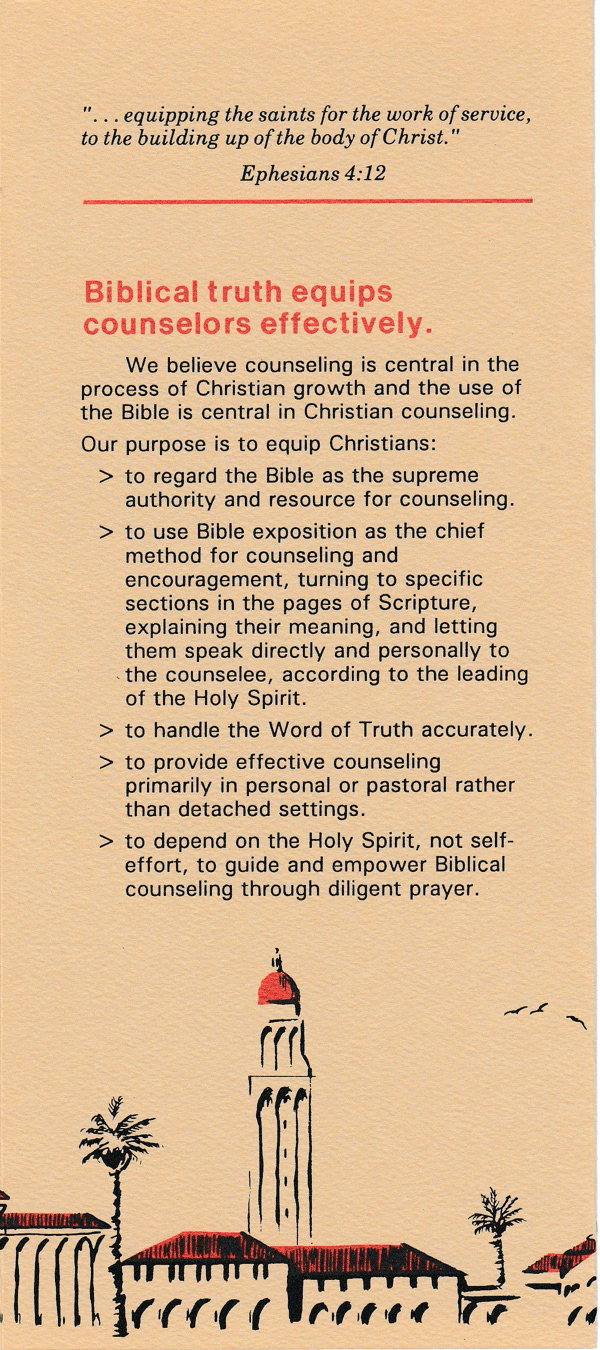 ". . . equipping the saints for the work of service,
to the building up of the body of Christ."
Ephesians 4:12
Biblical truth equips
counselors effectively.
We believe counseling is central in the
process of Christian growth and the use of
the Bible is central in Christian counseling.
Our purpose is to equip Christians:
> to regard the Bible as the supreme
authority and resource for counseling.
> to use Bible exposition as the chief
method for counseling and
encouragement, turning to specific
sections in the pages of Scripture,
explaining their meaning, and letting
them speak directly and personally to
the counselee, according to the leading
of the Holy Spirit.
> to handle the Word of Truth accurately.
> to provide effective counseling
primarily in personal or pastoral rather
than detached settings.
> to depend on the Holy Spirit, not self-
effort, to guide and empower Biblical
counseling through diligent prayer.